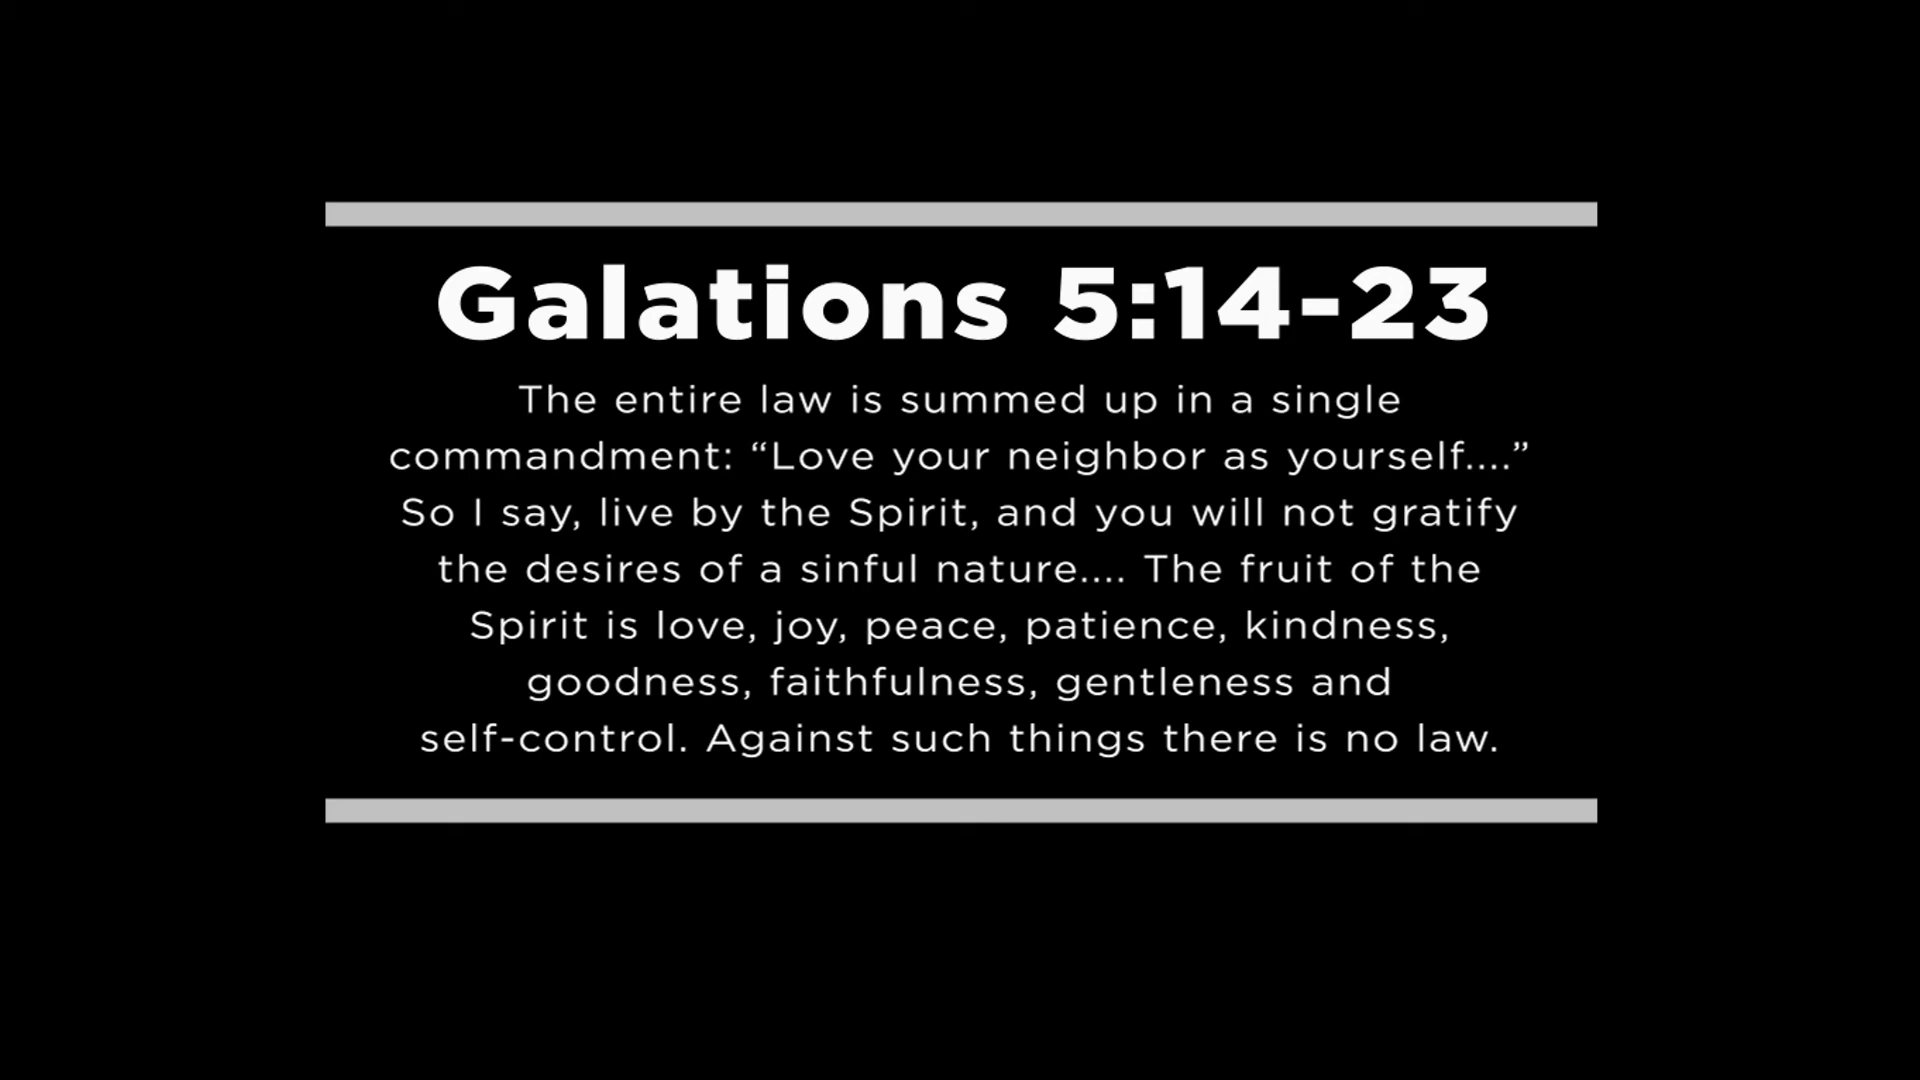 Galations 5:14-23
The entire law is summed up in a single
commandment: “Love your neighbor as yourself....”
So I say, live by the Spirit, and you will not gratify
the desires of a sinful nature.... The fruit of the
Spirit is love, joy, peace, patience, kindness,
goodness, faithfulness, gentleness and
self-control. Against such things there is no law.